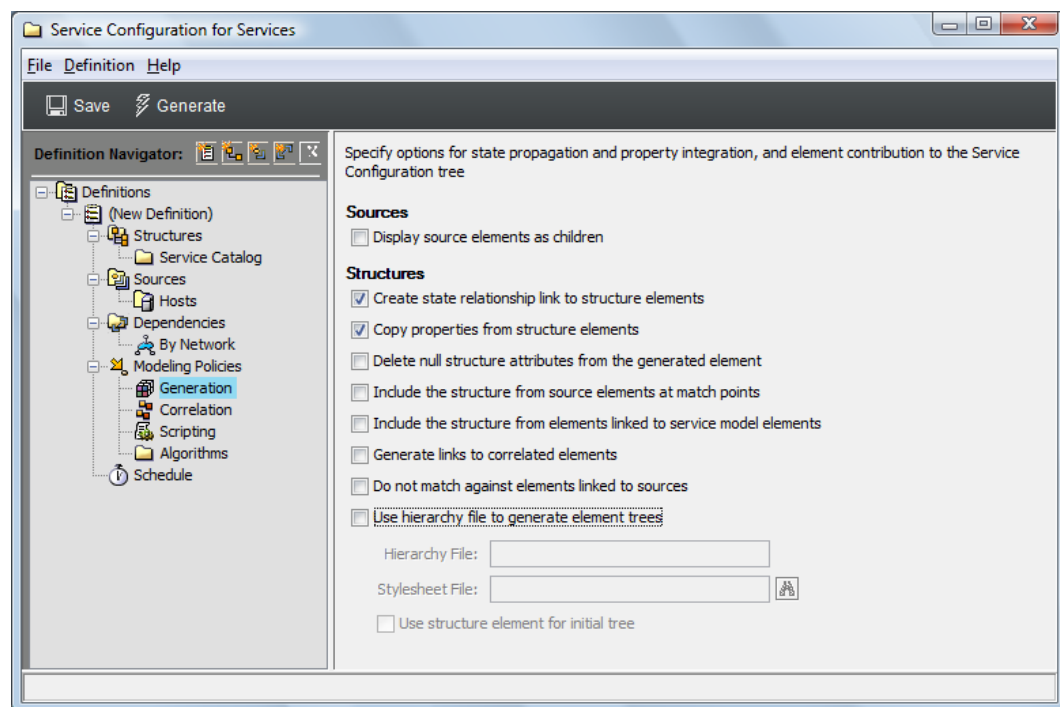 Service Configuration for Services
File Definition Help
Save Generate
Definition Navigator:
Definitions
(New Definition)
Structures
Service Catalog
Sources
Hosts
Dependencies
By Network
Modeling Policies
Generation
Correlation
Scripting
Algorithms
Schedule
Specify options for state propagation and property integration, and element contribution to the Service
Configuration tree
Sources
Display source elements as children
Structures
Create state relationship link to structure elements
Copy properties from structure elements
Delete null structure attributes from the generated element
Include the structure from source elements at match points
Include the structure from elements linked to service model elements
Generate links to correlated elements
Do not match against elements linked to sources
Use hierarchy file to generate element trees
Hierarchy File:
Stylesheet File:
Use structure element for initial tree